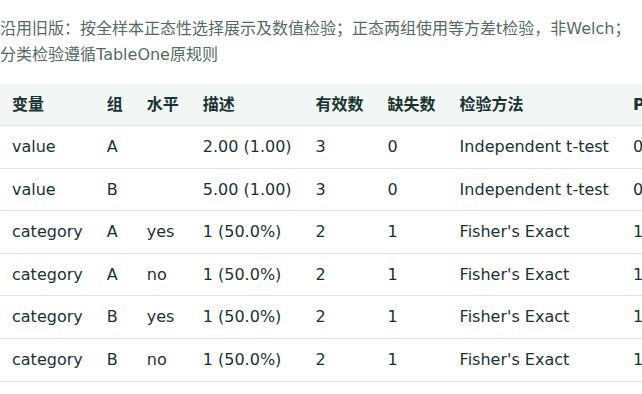 沿用旧版：按全样本正态性选择展示及数值检验；正态两组使用等方差t检验，非Welch；
分类检验遵循TableOne原规则
变量 组 水平 描述 有效数 缺失数 检验方法 P
value A 2.00 (1.00) 3 0 Independent t-test 0
value B 5.00 (1.00) 3 0 Independent t-test 0
category A yes 1 (50.0%) 2 1 Fisher's Exact 1
category A no 1 (50.0%) 2 1 Fisher's Exact 1
category B yes 1 (50.0%) 2 1 Fisher's Exact 1
category B no 1 (50.0%) 2 1 Fisher's Exact 1